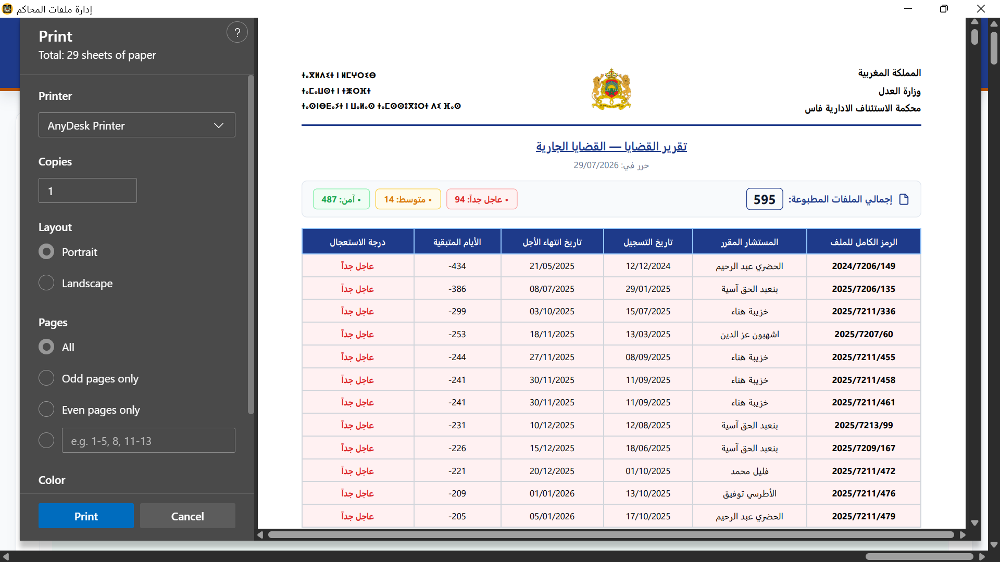 إدارة ملفات المحاكم
Print
Total: 29 sheets of paper
?
Printer
AnyDesk Printer
Copies
1
Layout
Portrait
Landscape
Pages
All
Odd pages only
Even pages only
e.g. 1-5, 8, 11-13
Color
Print
Cancel
المملكة المغربية
وزارة العدل
محكمة الاستئناف الادارية فاس
ⵜⴰⴳⵍⴷⵉⵜ ⵏ ⵍⵎⵖⵔⵉⴱ
ⵜⴰⵎⴰⵡⵙⵜ ⵏ ⵜⵥⵔⴼⵜ
ⵜⴰⵙⵏⴱⴹⴰⵢⵜ ⵏ ⵡⴰⵍⴰⵙ ⵜⴰⵎⵙⵙⵓⴳⵓⵔⵜ ⴷⵉ ⴼⴰⵙ
تقرير القضايا — القضايا الجارية
حرر في: 29/07/2026
إجمالي الملفات المطبوعة: 595
• عاجل جداً: 94
• متوسط: 14
• آمن: 487
الرمز الكامل للملف المستشار المقرر تاريخ التسجيل تاريخ انتهاء الأجل الأيام المتبقية درجة الاستعجال
2024/7206/149 الحضري عبد الرحيم 12/12/2024 21/05/2025 -434 عاجل جداً
2025/7206/135 بنعبد الحق آسية 29/01/2025 08/07/2025 -386 عاجل جداً
2025/7211/336 خزيبة هناء 15/07/2025 03/10/2025 -299 عاجل جداً
2025/7207/60 اشهبون عز الدين 13/03/2025 18/11/2025 -253 عاجل جداً
2025/7211/455 خزيبة هناء 08/09/2025 27/11/2025 -244 عاجل جداً
2025/7211/458 خزيبة هناء 11/09/2025 30/11/2025 -241 عاجل جداً
2025/7211/461 خزيبة هناء 11/09/2025 30/11/2025 -241 عاجل جداً
2025/7213/99 بنعبد الحق آسية 12/08/2025 10/12/2025 -231 عاجل جداً
2025/7209/167 بنعبد الحق آسية 18/06/2025 15/12/2025 -226 عاجل جداً
2025/7211/472 فليل محمد 01/10/2025 20/12/2025 -221 عاجل جداً
2025/7211/476 الأطرسي توفيق 13/10/2025 01/01/2026 -209 عاجل جداً
2025/7211/479 الحضري عبد الرحيم 17/10/2025 05/01/2026 -205 عاجل جداً